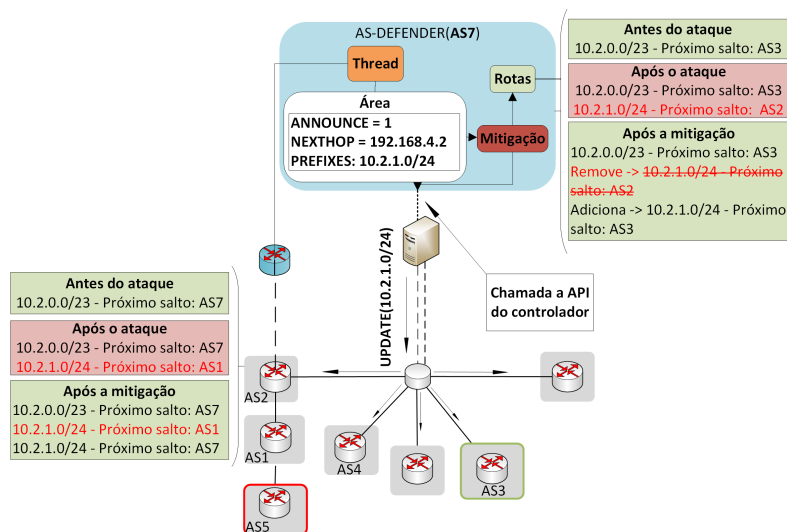 AS-DEFENDER(AS7)
Thread
Rotas
Área
ANNOUNCE = 1
NEXTHOP = 192.168.4.2
PREFIXES: 10.2.1.0/24
Mitigação
Antes do ataque
10.2.0.0/23 - Próximo salto: AS3
Após o ataque
10.2.0.0/23 - Próximo salto: AS3
10.2.1.0/24 - Próximo salto: AS2
Após a mitigação
10.2.0.0/23 - Próximo salto: AS3
Remove -> 10.2.1.0/24 - Próximo
salto: AS2
Adiciona -> 10.2.1.0/24 - Próximo
salto: AS3
UPDATE(10.2.1.0/24)
Chamada a API
do controlador
Antes do ataque
10.2.0.0/23 - Próximo salto: AS7
Após o ataque
10.2.0.0/23 - Próximo salto: AS7
10.2.1.0/24 - Próximo salto: AS1
Após a mitigação
10.2.0.0/23 - Próximo salto: AS7
10.2.1.0/24 - Próximo salto: AS1
10.2.1.0/24 - Próximo salto: AS7
AS2
AS1
AS4
AS3
AS5